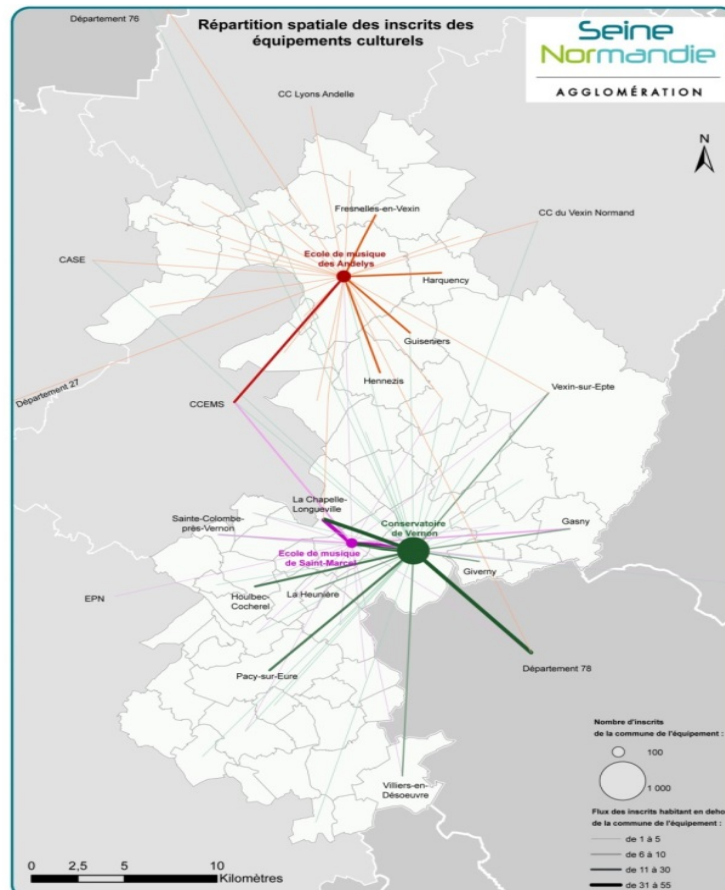 Département 76
Répartition spatiale des inscrits des
équipements culturels
Seine
Normandie
AGGLOMÉRATION
CC Lyons Andelle
N
Fresnelles-en-Vexin
CC du Vexin Normand
Ecole de musique
des Andelys
CASE
Harquency
Guiseniers
Hennezis
Département 27
CCEMS
Vexin-sur-Epte
La Chapelle-
Longueville
Sainte-Colombe-
près-Vernon
Conservatoire
de Vernon
Gasny
Ecole de musique
de Saint-Marcel
Giverny
EPN
Houlbec-
Cocherel
La Heunière
Pacy-sur-Eure
Département 78
Villiers-en-
Désoeuvre
Nombre d'inscrits
de la commune de l'équipement :
100
1 000
Flux des inscrits habitant en deho
de la commune de l'équipement :
de 1 à 5
de 6 à 10
de 11 à 30
de 31 à 55
0 2,5 5 10
Kilomètres